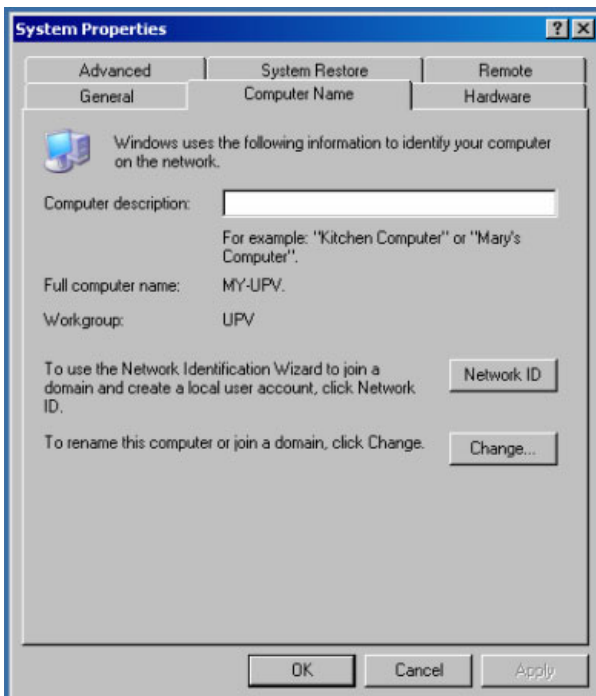 System Properties
Advanced System Restore Remote
General Computer Name Hardware
Windows uses the following information to identify your computer
on the network.
Computer description:
For example: "Kitchen Computer" or "Mary's
Computer".
Full computer name: MY-UPV.
Workgroup: UPV
To use the Network Identification Wizard to join a
domain and create a local user account, click Network
ID.
Network ID
To rename this computer or join a domain, click Change.
Change...
OK Cancel Apply